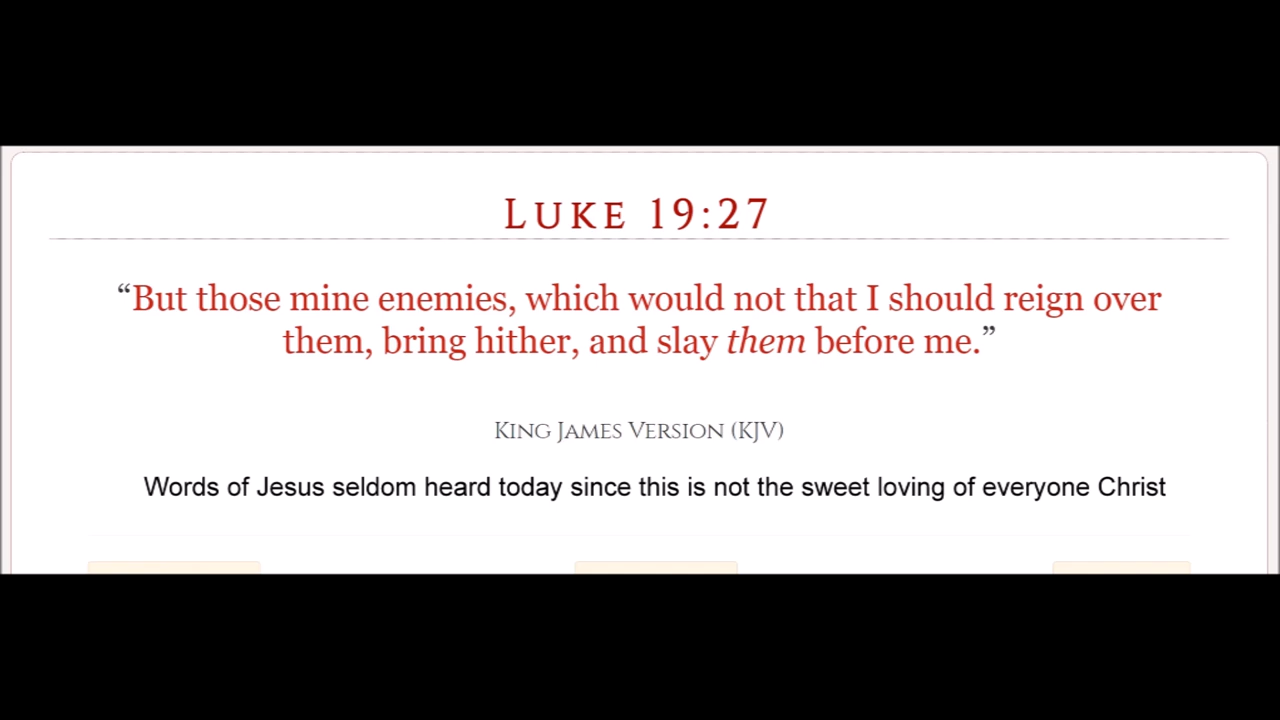 LUKE 19:27
“But those mine enemies, which would not that I should reign over
them, bring hither, and slay them before me.”
KING JAMES VERSION (KJV)
Words of Jesus seldom heard today since this is not the sweet loving of everyone Christ